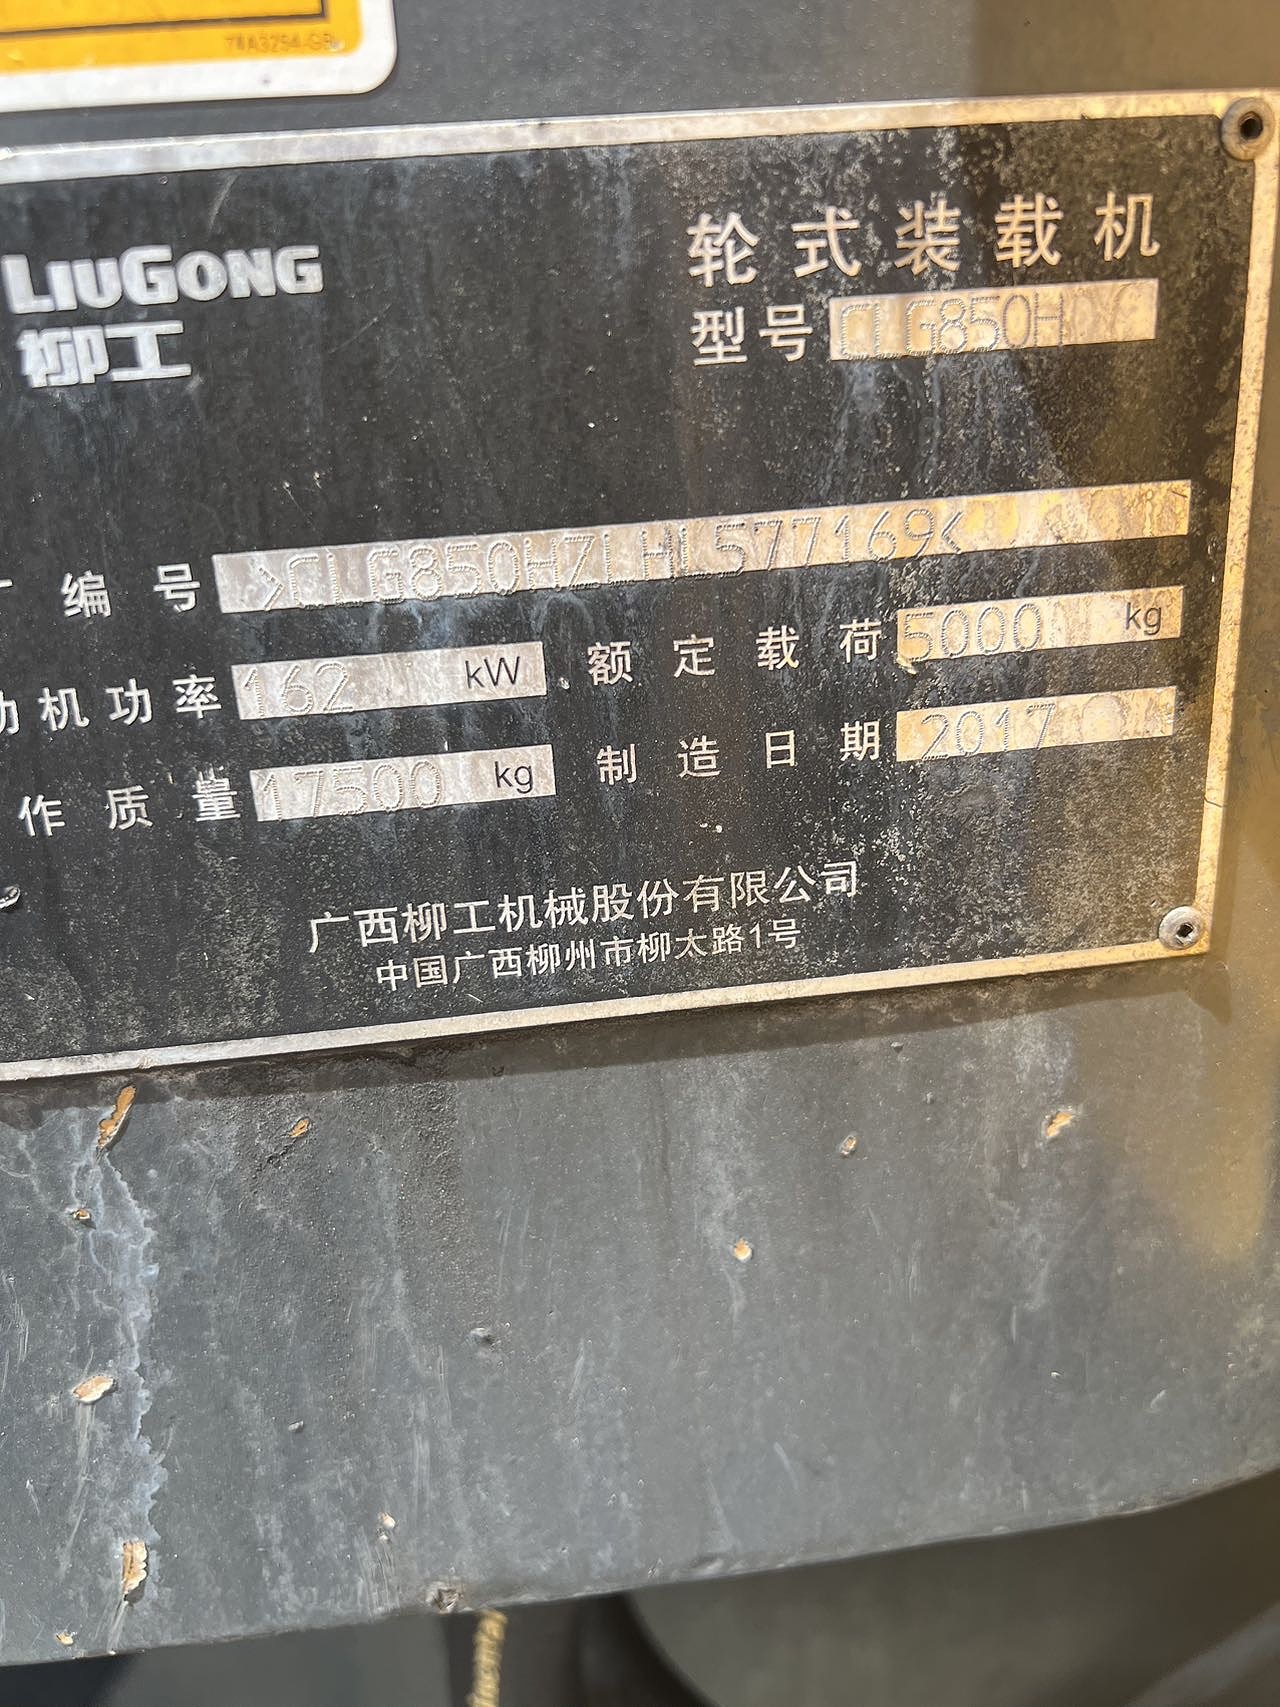 7WA3254-GB
LIUGONG
柳工
轮式装载机
型号 CLG850H
编号 >CLG850HZLHL577169<
动机功率 162 kW 额定载荷 5000 kg
作质量 17500 kg 制造日期 2017
广西柳工机械股份有限公司
中国广西柳州市柳太路1号